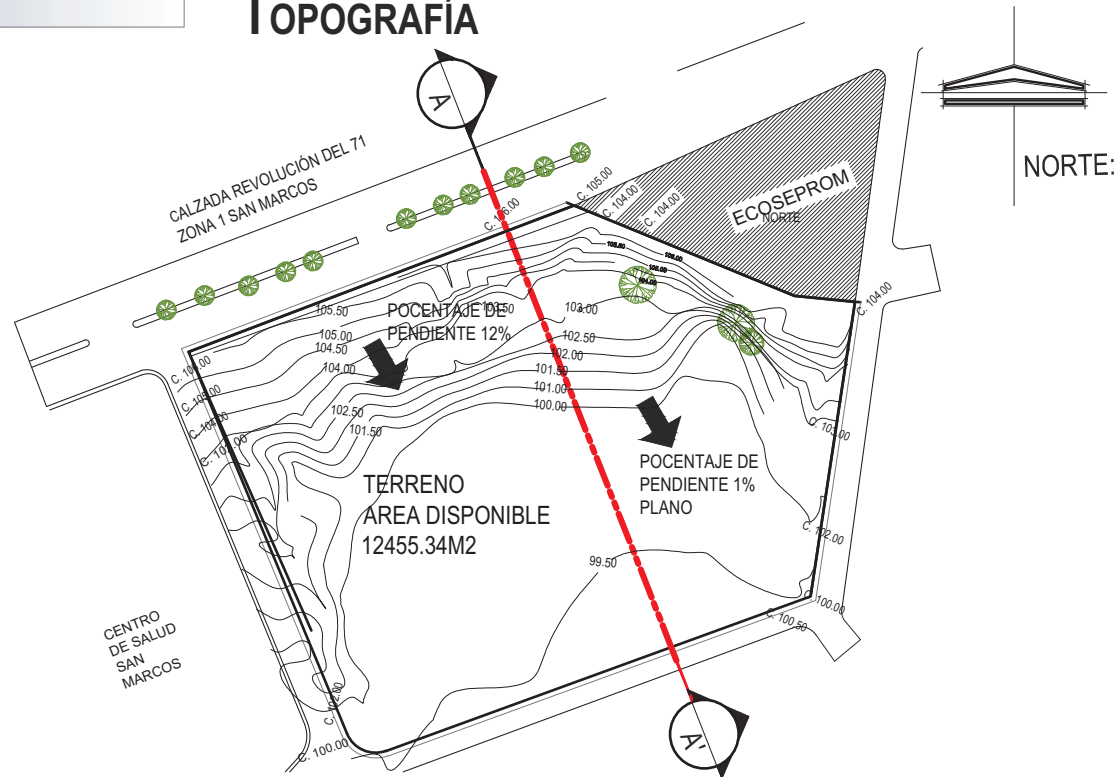 TOPOGRAFÍA
A
CALZADA REVOLUCIÓN DEL 71
ZONA 1 SAN MARCOS
NORTE:
ECOSEPROM
NORTE
C. 106.00
C. 105.00
C. 104.00
C. 104.00
103.50
105.50
105.00
104.50
104.00
POCENTAJE DE
PENDIENTE 12%
103.00
102.50
102.00
101.50
101.00
100.00
102.50
101.50
C. 104.00
C. 103.00
C. 102.00
C. 100.00
C. 100.50
POCENTAJE DE
PENDIENTE 1%
PLANO
TERRENO
AREA DISPONIBLE
12455.34M2
99.50
CENTRO
DE SALUD
SAN
MARCOS
C. 105.00
C. 104.00
C. 102.00
C. 100.00
A'